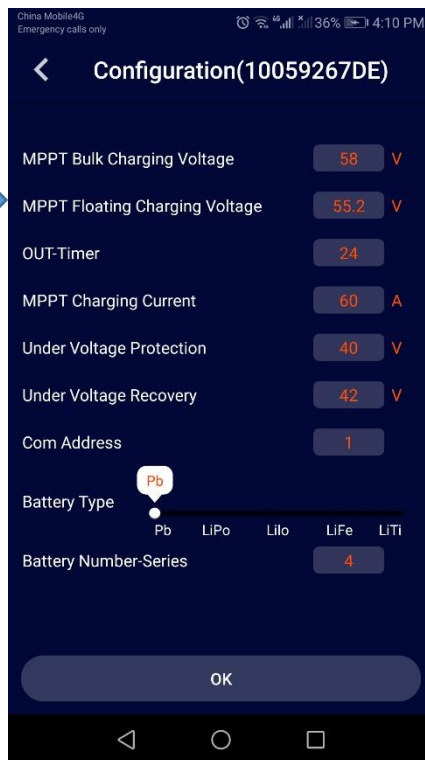 China Mobile4G
Emergency calls only
46 36% 4:10 PM
Configuration(10059267DE)
MPPT Bulk Charging Voltage 58 V
MPPT Floating Charging Voltage 55.2 V
OUT-Timer 24
MPPT Charging Current 60 A
Under Voltage Protection 40 V
Under Voltage Recovery 42 V
Com Address 1
Pb
Battery Type
Pb LiPo LiIo LiFe LiTi
Battery Number-Series 4
OK